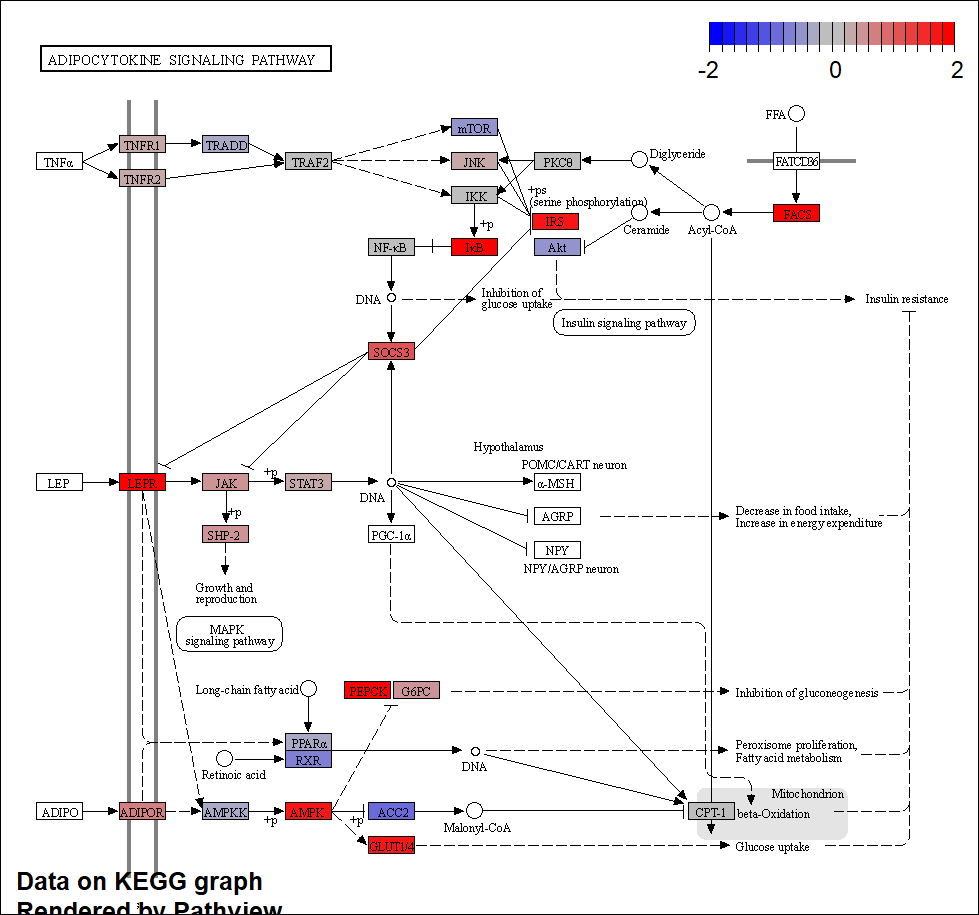 ADIPOCYTOKINE SIGNALING PATHWAY
-2 0 2
FFA
TNFα
TNFR1
TRADD
TNFR2
TRAF2
mTOR
JNK
PKCθ
Diglyceride
FATCD36
IKK
+ps
(serine phosphorylation)
+p
IRS
Ceramide
Acyl-CoA
FACS
NF-κB
IκB
Akt
DNA
Inhibition of
glucose uptake
Insulin resistance
Insulin signaling pathway
SOCS3
Hypothalamus
POMC/CART neuron
LEP
LEPR
JAK
+p
STAT3
DNA
α-MSH
+p
AGRP
Decrease in food intake,
Increase in energy expenditure
SHP-2
PGC-1α
NPY
NPY/AGRP neuron
Growth and
reproduction
MAPK
signaling pathway
Long-chain fatty acid
PEPCK
G6PC
Inhibition of gluconeogenesis
PPARα
RXR
Retinoic acid
DNA
Peroxisome proliferation,
Fatty acid metabolism
Mitochondrion
ADIPO
ADIPOR
AMPKK
+p
AMPK
+p
ACC2
Malonyl-CoA
CPT-1
beta-Oxidation
GLUT1/4
Glucose uptake
Data on KEGG graph
Rendered by Pathview